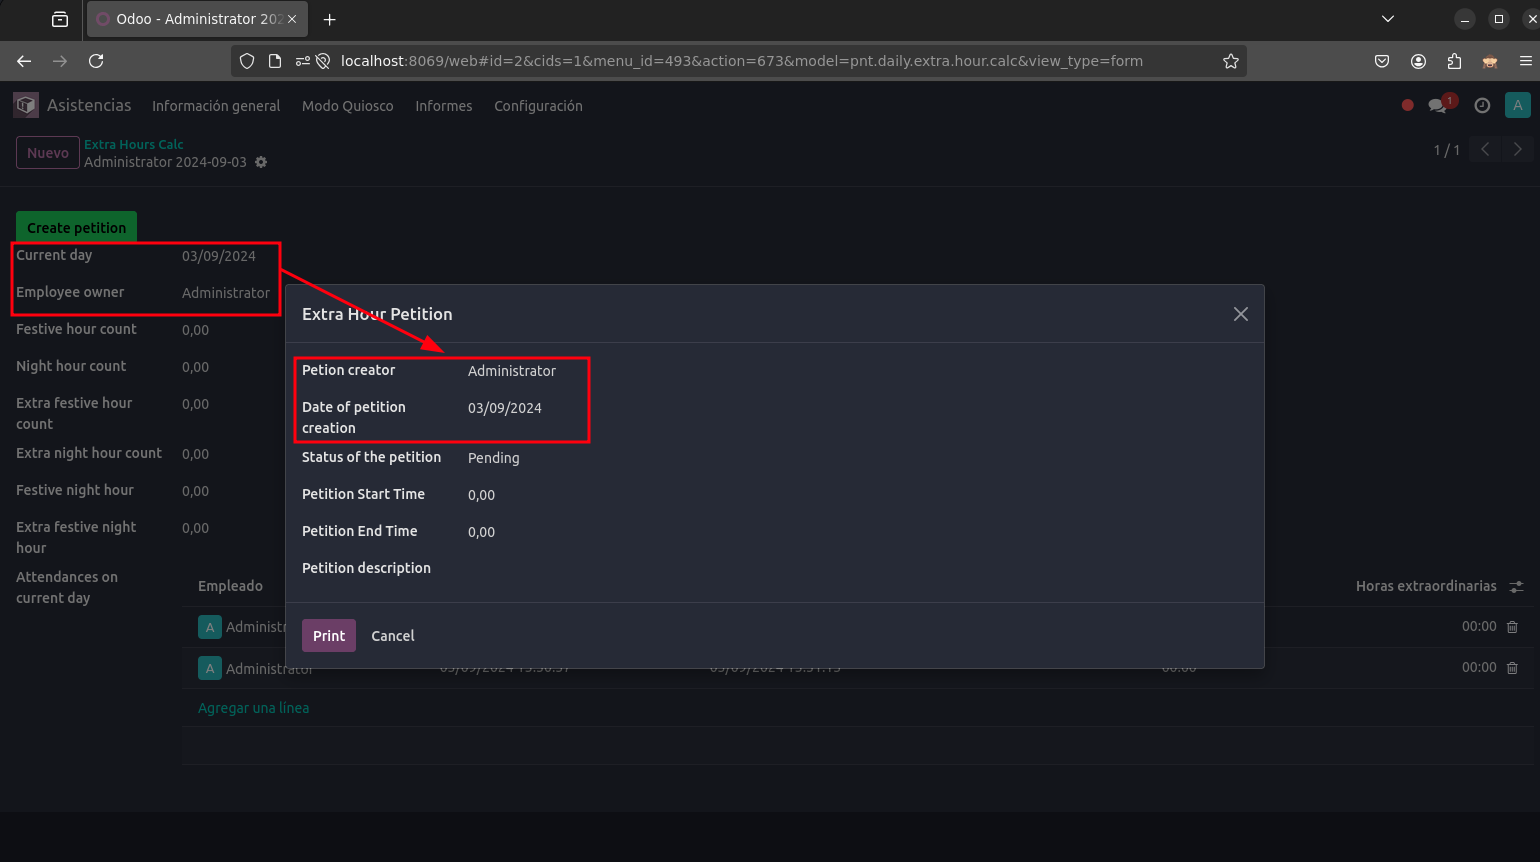 Odoo - Administrator 202
localhost:8069/web#id=2&cids=1&menu_id=493&action=673&model=pnt.daily.extra.hour.calc&view_type=form
Asistencias Información general Modo Quiosco Informes Configuración 1 A
Nuevo Extra Hours Calc
Administrator 2024-09-03
1 / 1
Create petition
Current day 03/09/2024
Employee owner Administrator
Festive hour count 0,00
Night hour count 0,00
Extra festive hour 0,00
count
Extra night hour count 0,00
Festive night hour 0,00
Extra festive night 0,00
hour
Attendances on
current day
Empleado Horas extraordinarias
A Administr 00:00
A Administrator 03/09/2024 00:00 00:00
Agregar una línea
Extra Hour Petition
Petion creator Administrator
Date of petition 03/09/2024
creation
Status of the petition Pending
Petition Start Time 0,00
Petition End Time 0,00
Petition description
Print Cancel